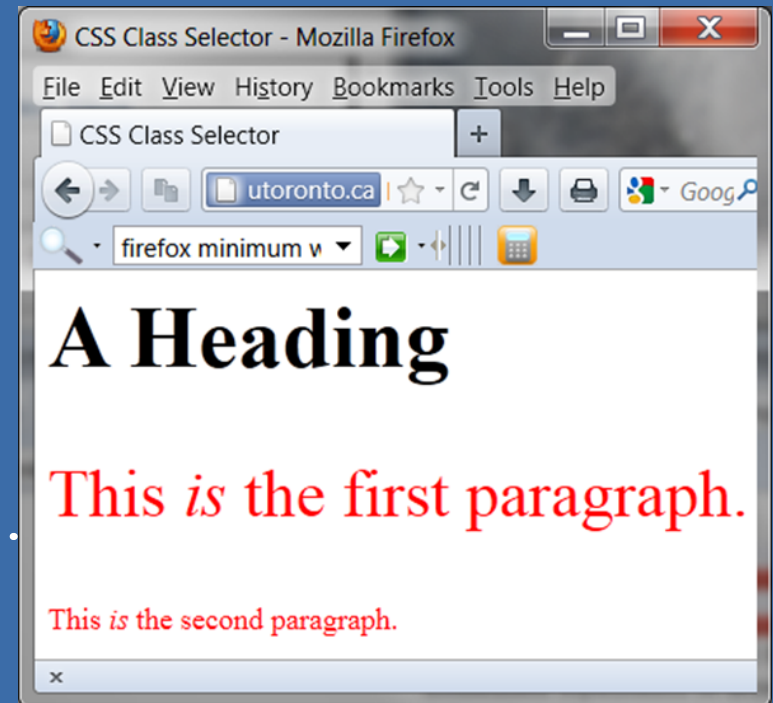 CSS Class Selector - Mozilla Firefox
File Edit View History Bookmarks Tools Help
CSS Class Selector +
utoronto.ca Goog
firefox minimum w
A Heading
This is the first paragraph.
This is the second paragraph.
x